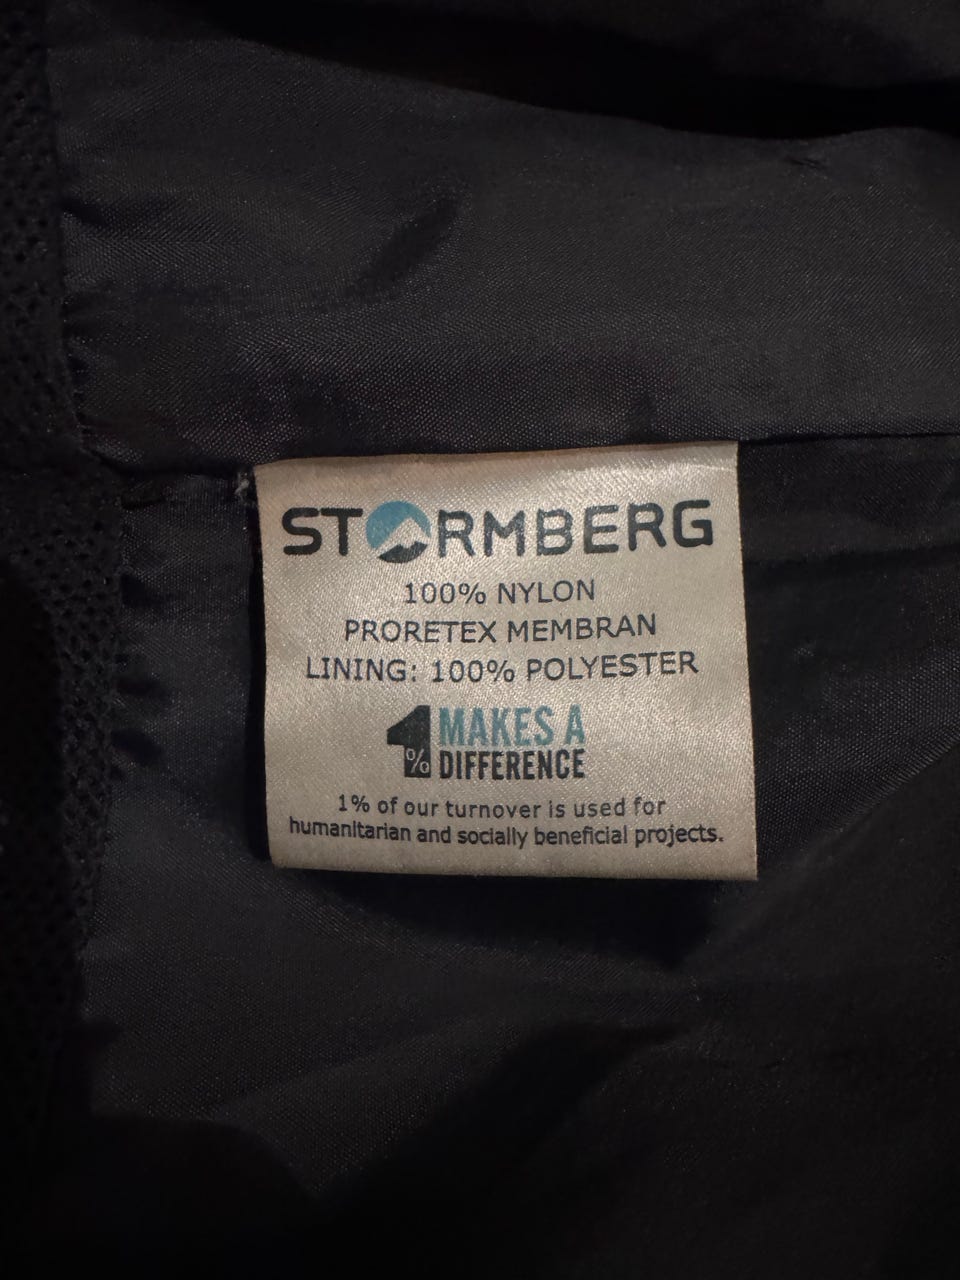 STORMBERG
100% NYLON
PRORETEX MEMBRAN
LINING: 100% POLYESTER
1% MAKES A
DIFFERENCE
1% of our turnover is used for
humanitarian and socially beneficial projects.